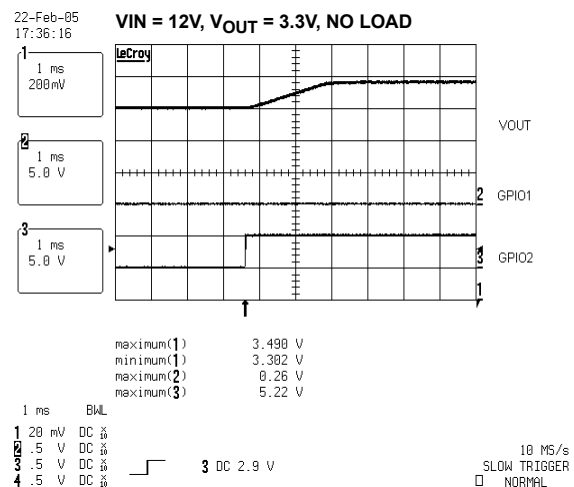 22-Feb-05
17:36:16
VIN = 12V, VOUT = 3.3V, NO LOAD
LeCroy
1
1 ms
200mV
2
1 ms
5.0 V
3
1 ms
5.0 V
VOUT
2 GPIO1
3 GPIO2
1
maximum(1) 3.490 V
minimum(1) 3.302 V
maximum(2) 0.26 V
maximum(3) 5.22 V
1 ms BWL
1 20 mV DC X10
2 .5 V DC X10
3 .5 V DC X10
4 .5 V DC X10
3 DC 2.9 V
10 MS/s
SLOW TRIGGER
NORMAL